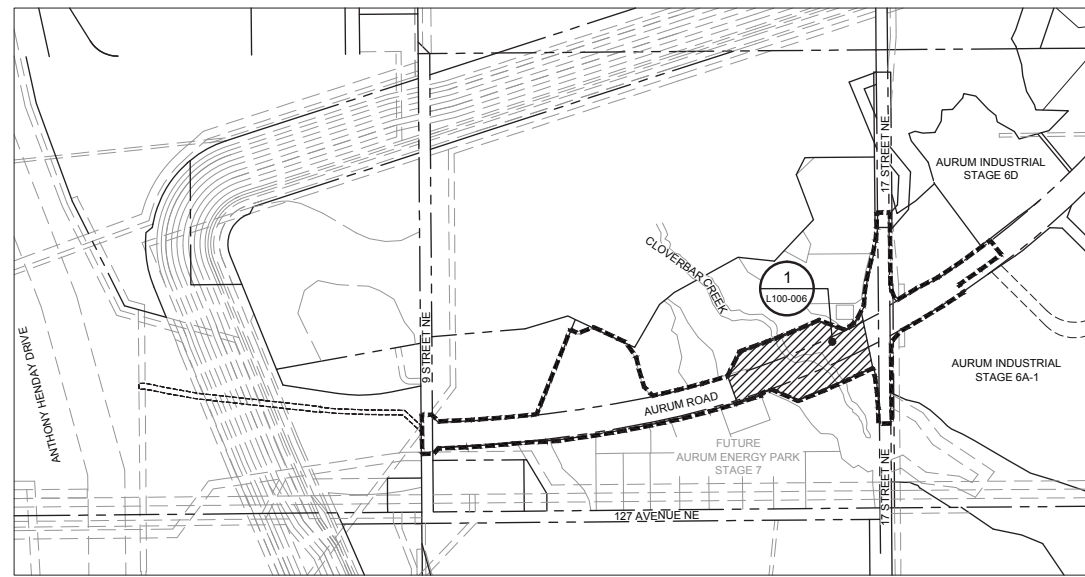 17 STREET NE
AURUM INDUSTRIAL
STAGE 6D
CLOVERBAR CREEK
1
L100-006
ANTHONY HENDAY DRIVE
9 STREET NE
AURUM INDUSTRIAL
STAGE 6A-1
AURUM ROAD
FUTURE
AURUM ENERGY PARK
STAGE 7
17 STREET NE
127 AVENUE NE